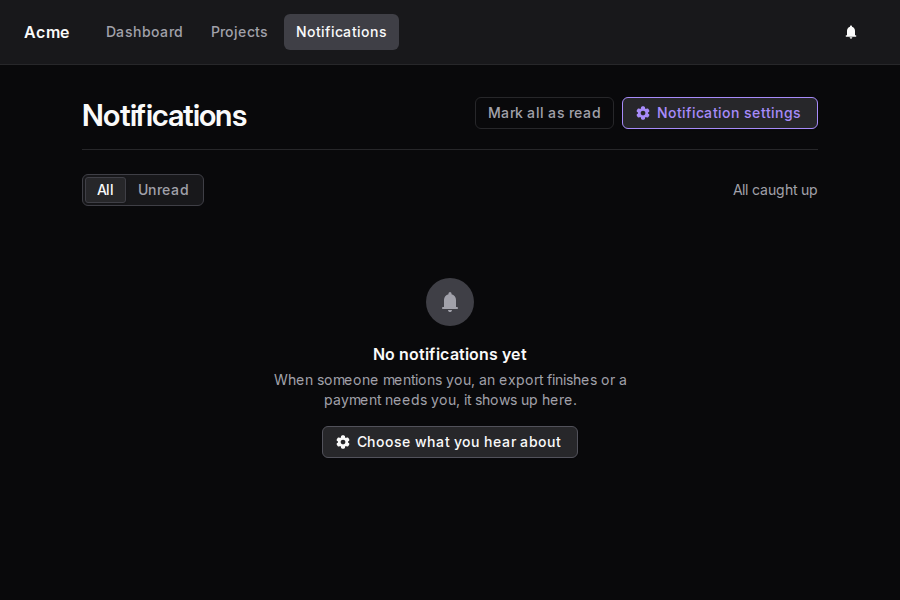 Acme
Dashboard
Projects
Notifications
Notifications
Mark all as read
Notification settings
All
Unread
All caught up
No notifications yet
When someone mentions you, an export finishes or a
payment needs you, it shows up here.
Choose what you hear about